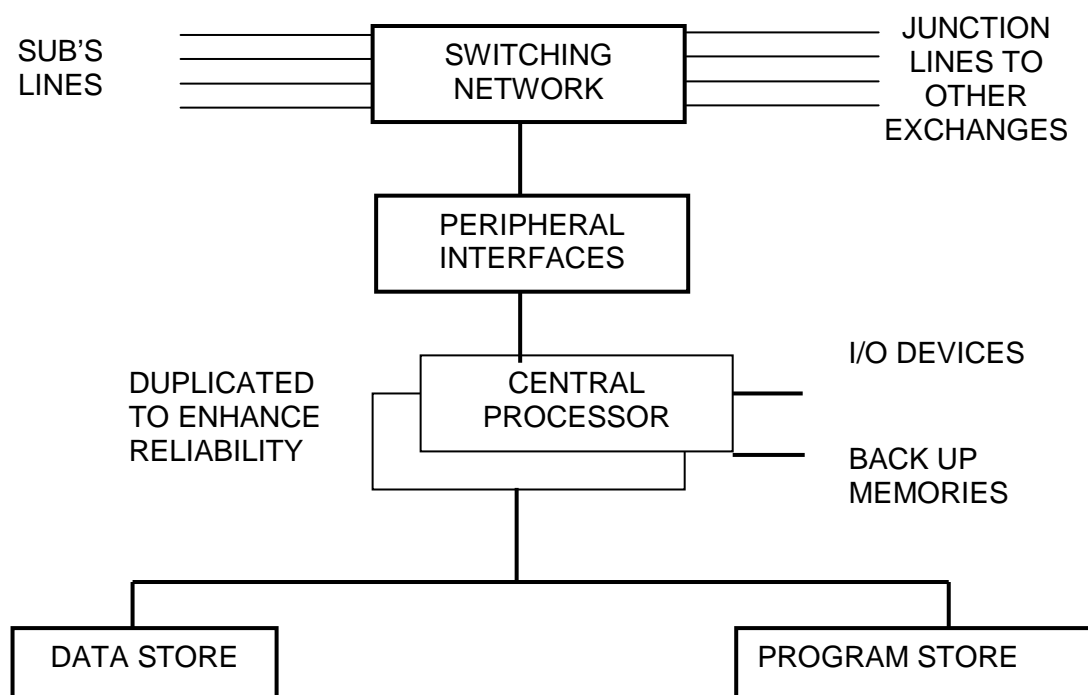 SUB'S
LINES
SWITCHING
NETWORK
JUNCTION
LINES TO
OTHER
EXCHANGES
PERIPHERAL
INTERFACES
DUPLICATED
TO ENHANCE
RELIABILITY
CENTRAL
PROCESSOR
I/O DEVICES
BACK UP
MEMORIES
DATA STORE
PROGRAM STORE